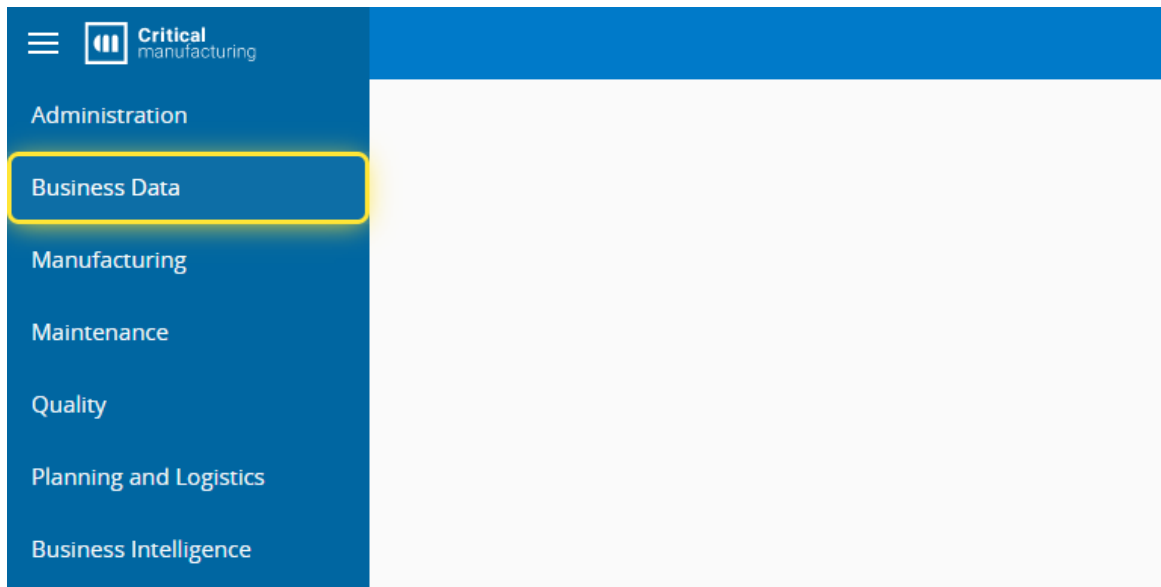 Critical
manufacturing
Administration
Business Data
Manufacturing
Maintenance
Quality
Planning and Logistics
Business Intelligence